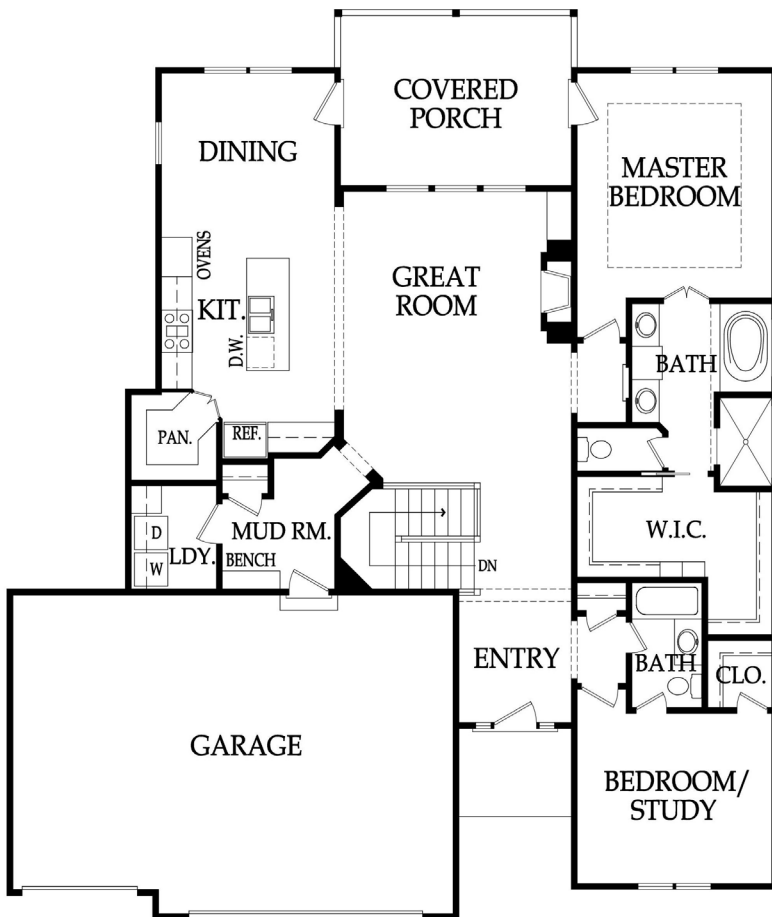 COVERED
PORCH
DINING
MASTER
BEDROOM
OVENS
GREAT
ROOM
KIT.
D.W.
BATH
PAN.
REF.
D
W
LDY.
MUD RM.
BENCH
W.I.C.
DN
ENTRY
BATH
CLO.
GARAGE
BEDROOM/
STUDY